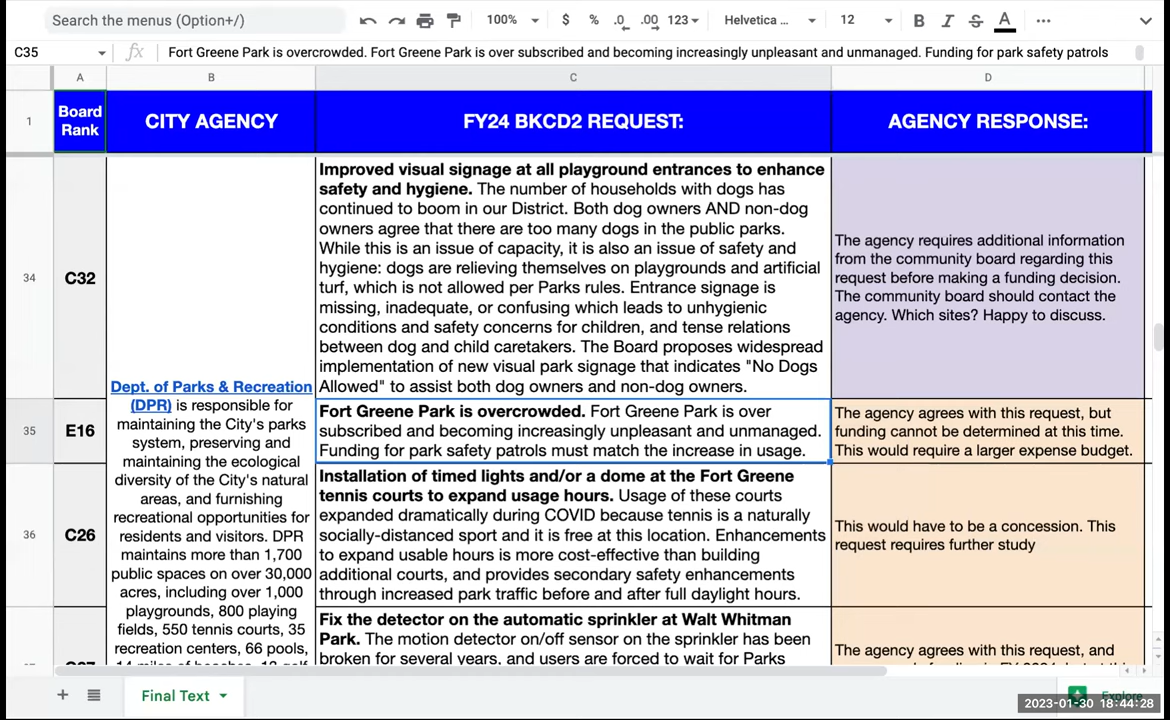 Search the menus (Option+/)
100%
$
%
.0
.00
123
Helvetica ...
12
B
I
S
A
C35
fx
Fort Greene Park is overcrowded. Fort Greene Park is over subscribed and becoming increasingly unpleasant and unmanaged. Funding for park safety patrols
A
B
C
D
1
Board
Rank
CITY AGENCY
FY24 BKCD2 REQUEST:
AGENCY RESPONSE:
34
C32
Improved visual signage at all playground entrances to enhance
safety and hygiene. The number of households with dogs has
continued to boom in our District. Both dog owners AND non-dog
owners agree that there are too many dogs in the public parks.
While this is an issue of capacity, it is also an issue of safety and
hygiene: dogs are relieving themselves on playgrounds and artificial
turf, which is not allowed per Parks rules. Entrance signage is
missing, inadequate, or confusing which leads to unhygienic
conditions and safety concerns for children, and tense relations
between dog and child caretakers. The Board proposes widespread
implementation of new visual park signage that indicates "No Dogs
Allowed" to assist both dog owners and non-dog owners.
The agency requires additional information
from the community board regarding this
request before making a funding decision.
The community board should contact the
agency. Which sites? Happy to discuss.
Dept. of Parks & Recreation
(DPR) is responsible for
maintaining the City's parks
system, preserving and
maintaining the ecological
diversity of the City's natural
areas, and furnishing
recreational opportunities for
residents and visitors. DPR
maintains more than 1,700
public spaces on over 30,000
acres, including over 1,000
playgrounds, 800 playing
fields, 550 tennis courts, 35
recreation centers, 66 pools,
35
E16
Fort Greene Park is overcrowded. Fort Greene Park is over
subscribed and becoming increasingly unpleasant and unmanaged.
Funding for park safety patrols must match the increase in usage.
The agency agrees with this request, but
funding cannot be determined at this time.
This would require a larger expense budget.
36
C26
Installation of timed lights and/or a dome at the Fort Greene
tennis courts to expand usage hours. Usage of these courts
expanded dramatically during COVID because tennis is a naturally
socially-distanced sport and it is free at this location. Enhancements
to expand usable hours is more cost-effective than building
additional courts, and provides secondary safety enhancements
through increased park traffic before and after full daylight hours.
This would have to be a concession. This
request requires further study
Fix the detector on the automatic sprinkler at Walt Whitman
Park. The motion detector on/off sensor on the sprinkler has been
broken for several years, and users are forced to wait for Parks
The agency agrees with this request, and
Final Text
Explore
2023-01-30 18:44:28